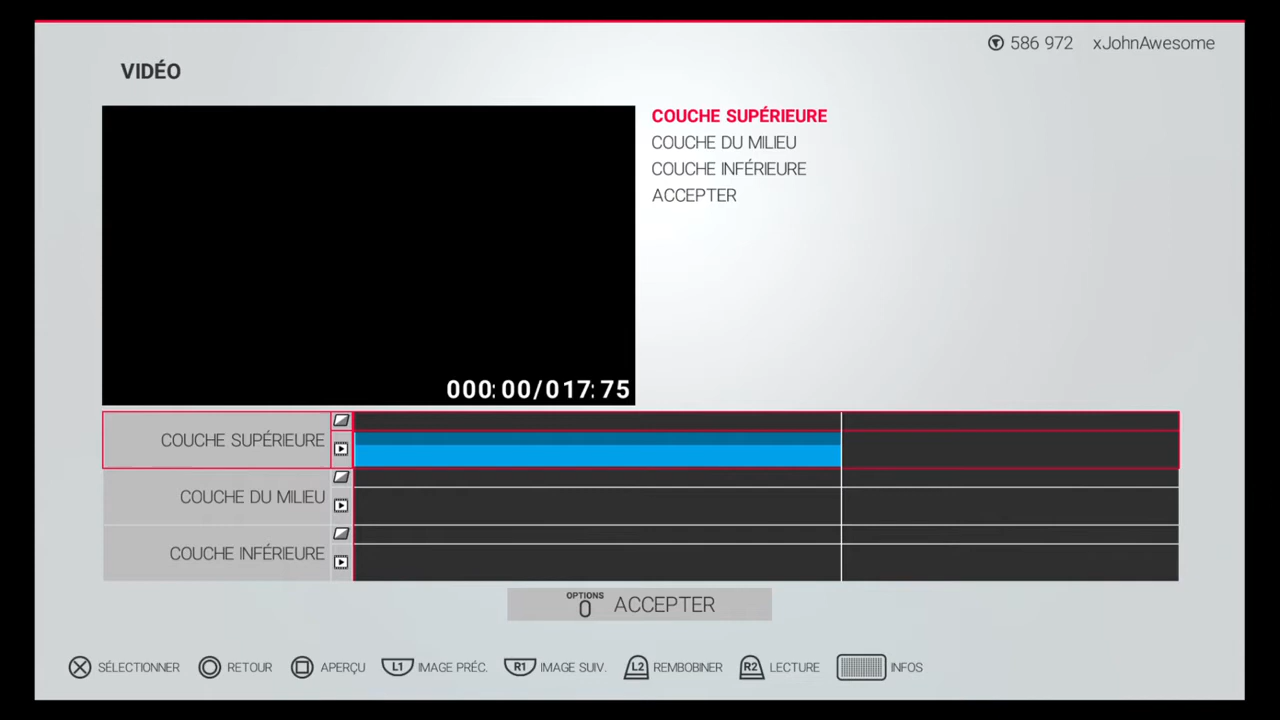 586 972 xJohnAwesome
VIDÉO
COUCHE SUPÉRIEURE
COUCHE DU MILIEU
COUCHE INFÉRIEURE
ACCEPTER
000:00/017:75
COUCHE SUPÉRIEURE
COUCHE DU MILIEU
COUCHE INFÉRIEURE
OPTIONS ACCEPTER
SÉLECTIONNER RETOUR APERÇU L1 IMAGE PRÉC. R1 IMAGE SUIV. L2 REMBOBINER R2 LECTURE INFOS